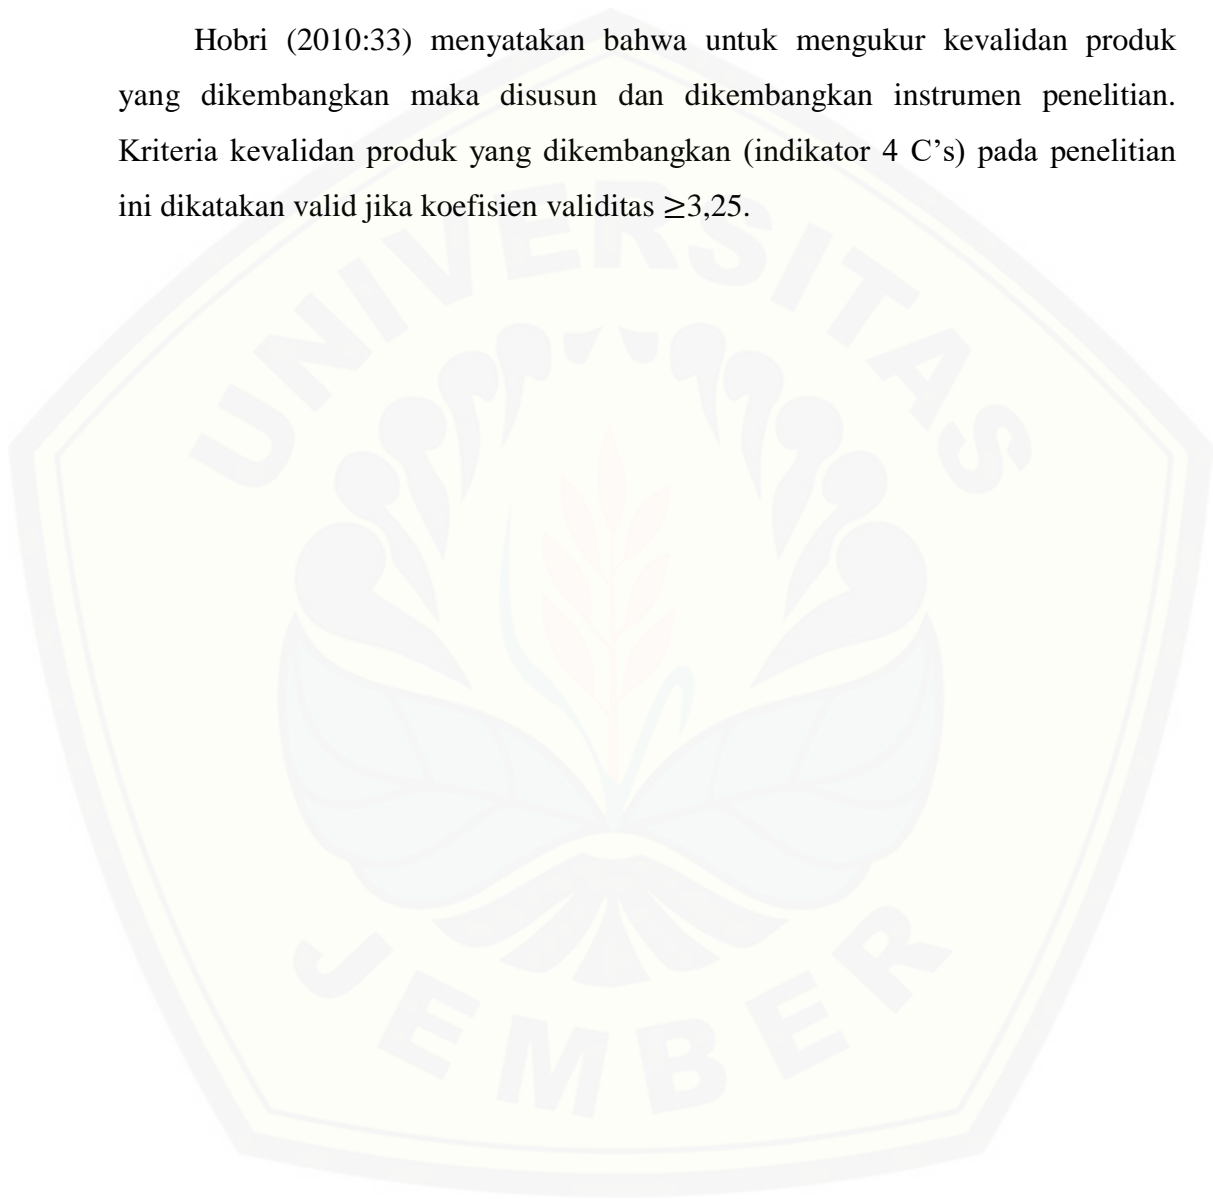 Hobri (2010:33) menyatakan bahwa untuk mengukur kevalidan produk
yang dikembangkan maka disusun dan dikembangkan instrumen penelitian.
Kriteria kevalidan produk yang dikembangkan (indikator 4 C’s) pada penelitian
ini dikatakan valid jika koefisien validitas ≥3,25.
UNIVERSITAS
JEMBER